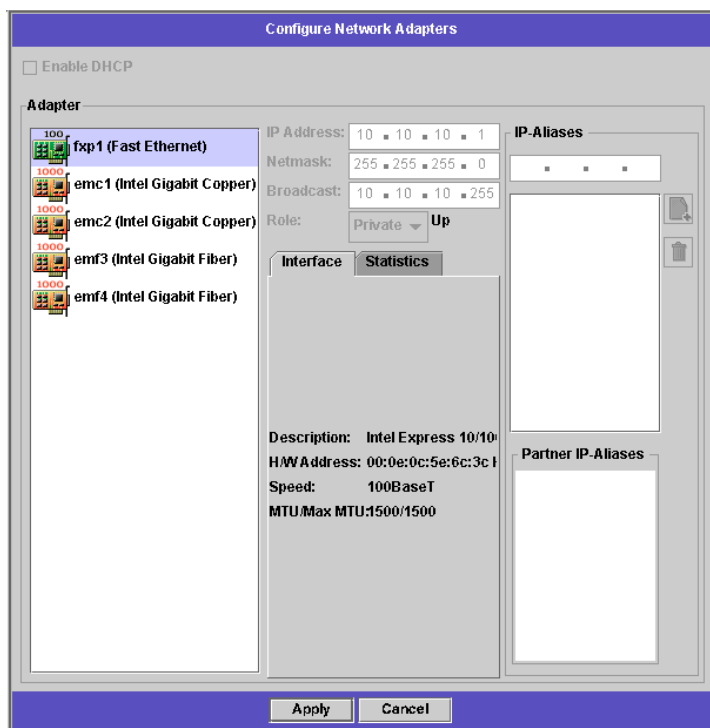 Configure Network Adapters
Enable DHCP
Adapter
100
fxp1 (Fast Ethernet)
1000
emc1 (Intel Gigabit Copper)
1000
emc2 (Intel Gigabit Copper)
1000
emf3 (Intel Gigabit Fiber)
1000
emf4 (Intel Gigabit Fiber)
IP Address: 10 . 10 . 10 . 1
Netmask: 255 . 255 . 255 . 0
Broadcast: 10 . 10 . 10 . 255
Role: Private Up
Interface Statistics
Description: Intel Express 10/10
H/W Address: 00:0e:0c:5e:6c:3c
Speed: 100BaseT
MTU/Max MTU: 1500/1500
IP-Aliases
. . .
Partner IP-Aliases
Apply Cancel